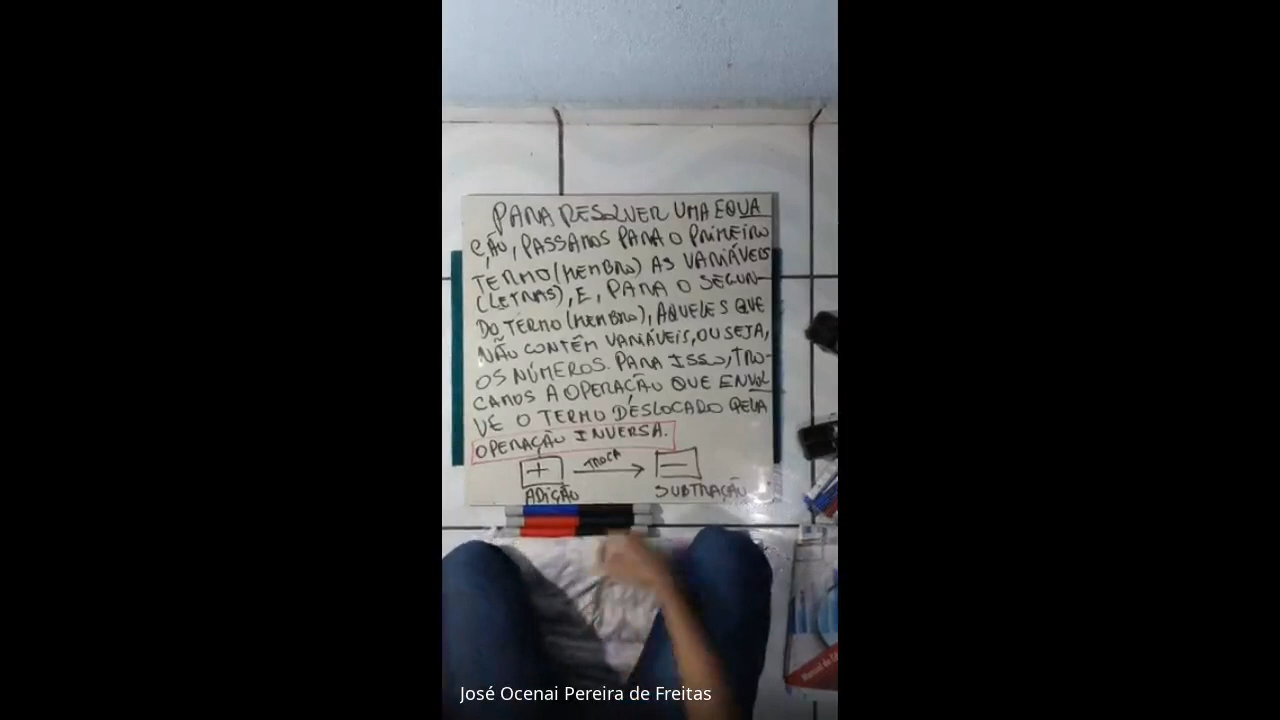 PARA RESOLVER UMA EQUA
ÇÃO, PASSAMOS PARA O PRIMEIRO
TERMO (MEMBRO) AS VARIÁVEIS
(LETRAS), E, PARA O SEGUN-
DO TERMO (MEMBRO), AQUELES QUE
NÃO CONTÊM VARIÁVEIS, OU SEJA,
OS NÚMEROS. PARA ISSO, TRO-
CAMOS A OPERAÇÃO QUE ENVOL
VE O TERMO DESLOCADO PELA
OPERAÇÃO INVERSA.
+ TROCA −
ADIÇÃO SUBTRAÇÃO
José Ocenai Pereira de Freitas